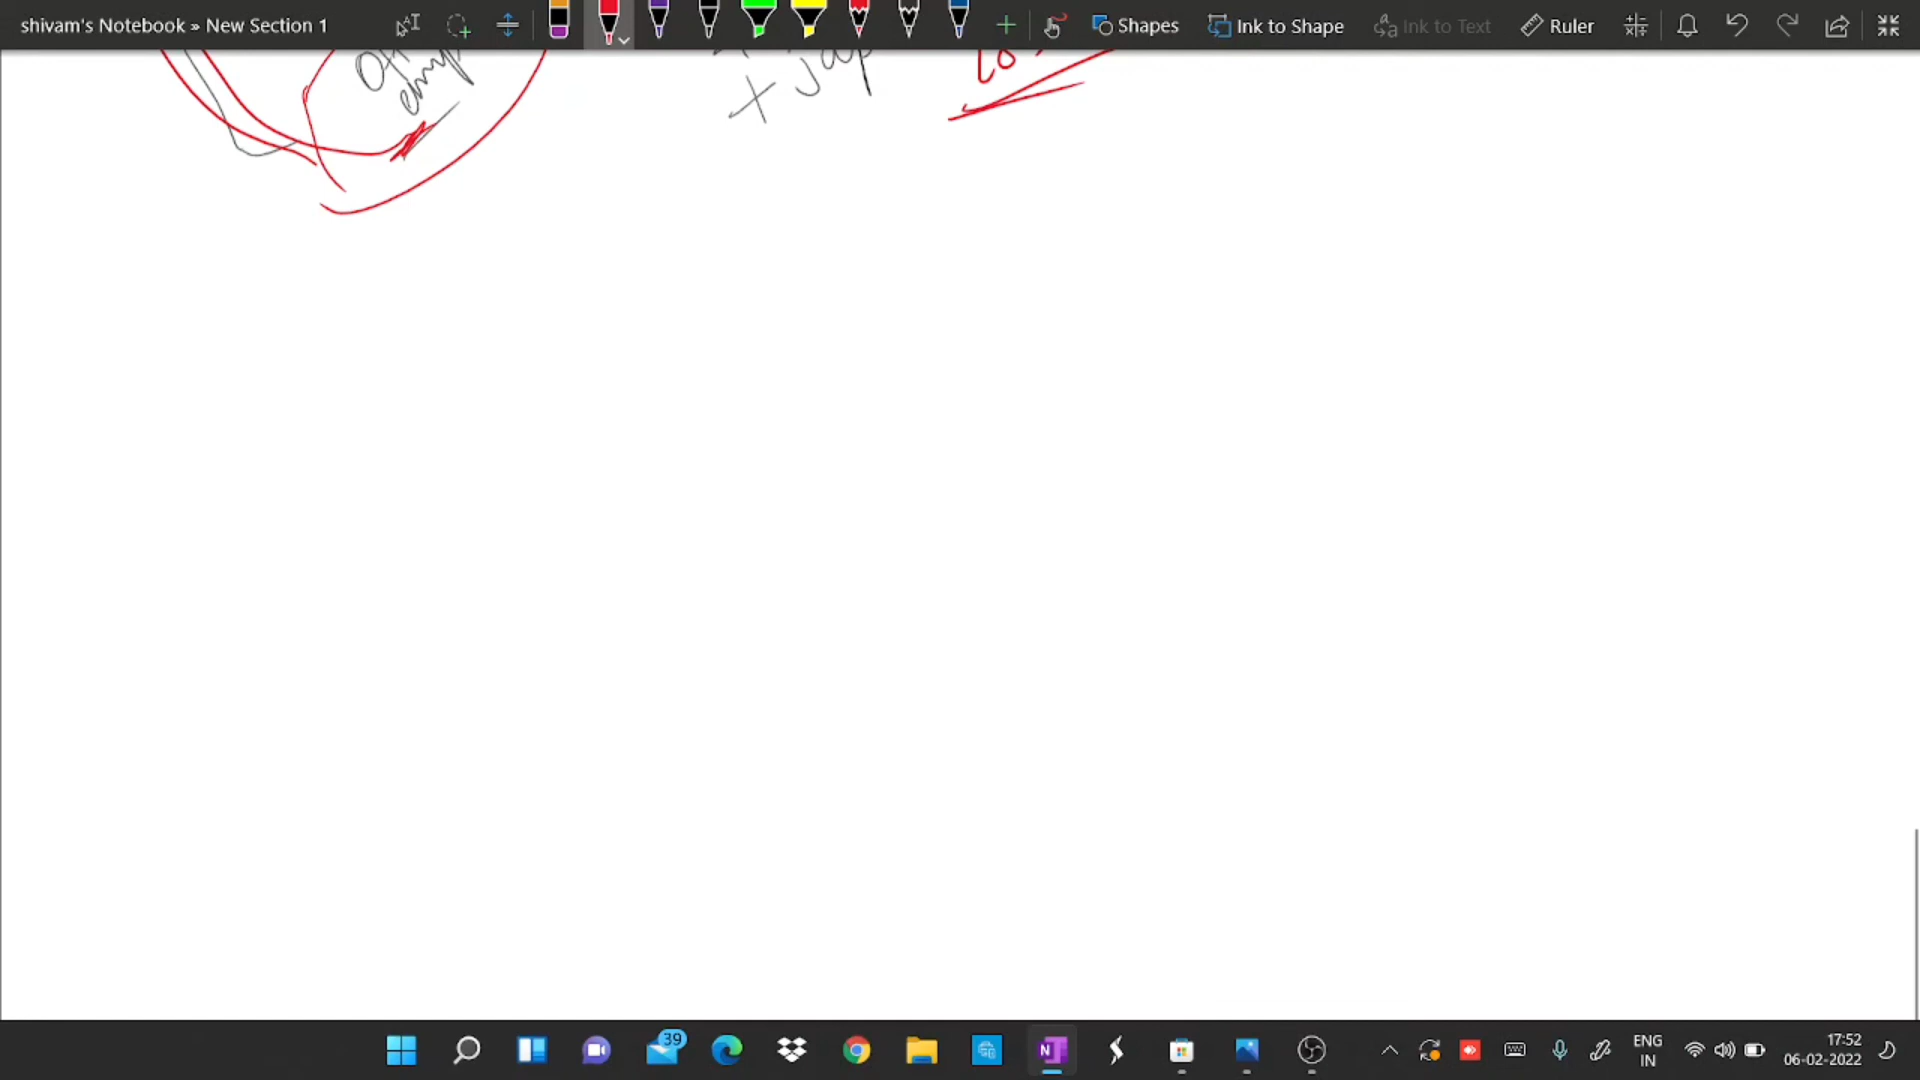 shivam's Notebook » New Section 1
Shapes
Ink to Shape
Ink to Text
Ruler
+ Jap
39
ENG
IN
17:52
06-02-2022